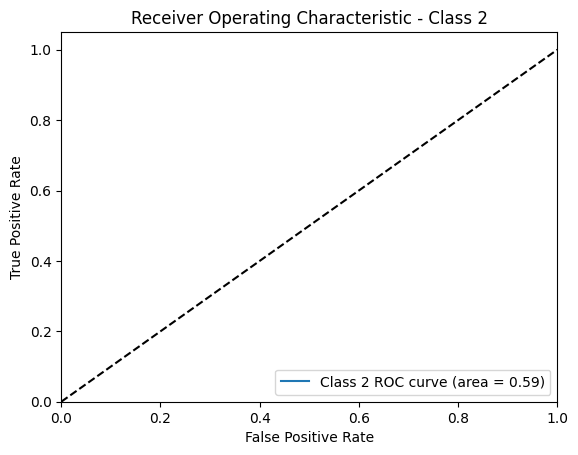 Receiver Operating Characteristic - Class 2
True Positive Rate
1.0
0.8
0.6
0.4
0.2
0.0
Class 2 ROC curve (area = 0.59)
0.0 0.2 0.4 0.6 0.8 1.0
False Positive Rate